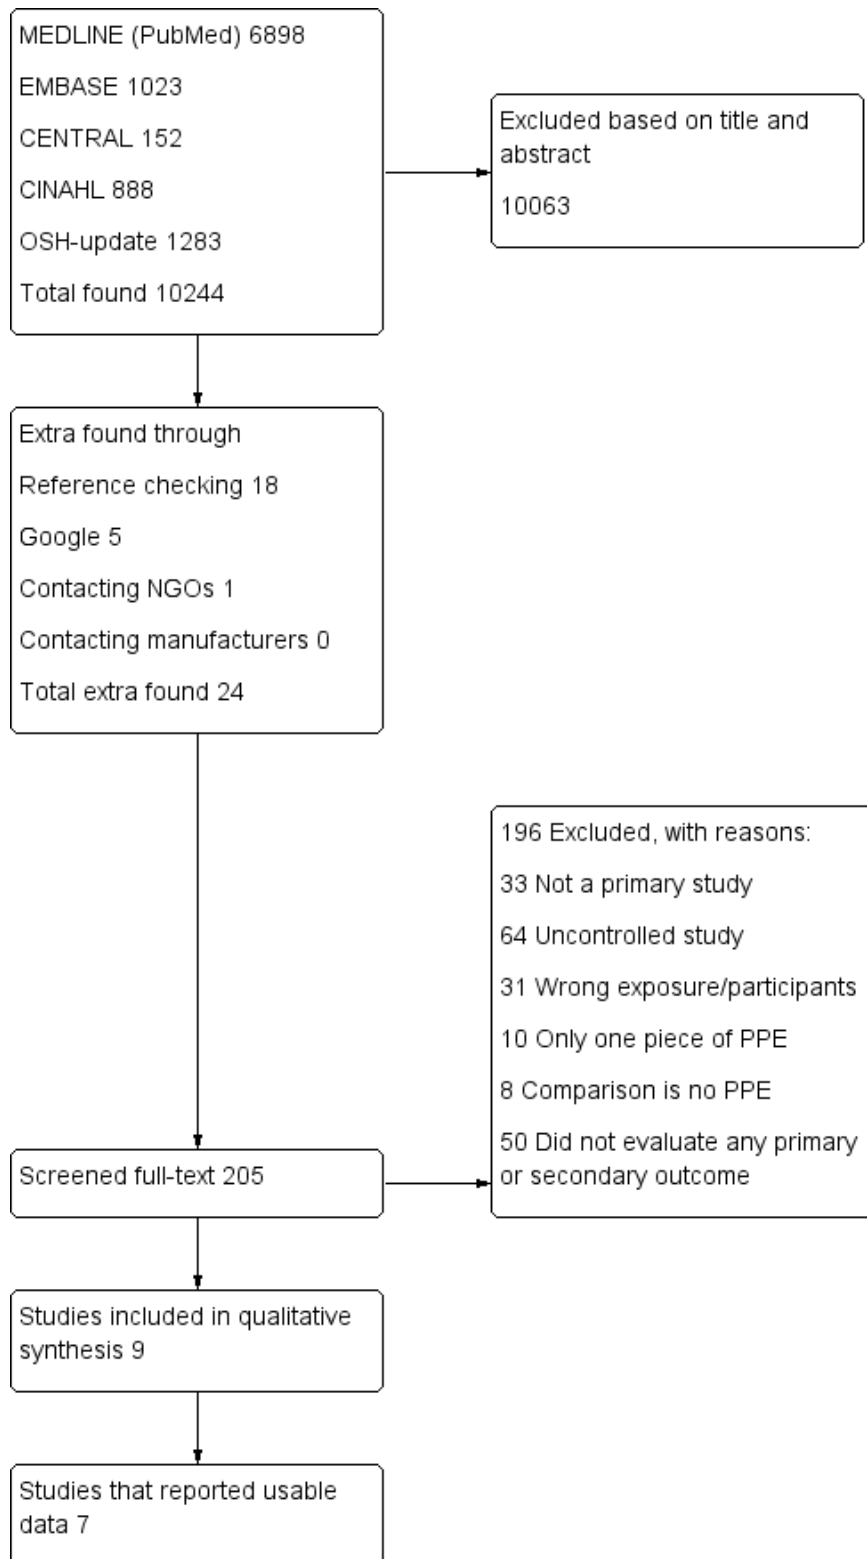 MEDLINE (PubMed) 6898
EMBASE 1023
CENTRAL 152
CINAHL 888
OSH-update 1283
Total found 10244
Excluded based on title and
abstract
10063
Extra found through
Reference checking 18
Google 5
Contacting NGOs 1
Contacting manufacturers 0
Total extra found 24
196 Excluded, with reasons:
33 Not a primary study
64 Uncontrolled study
31 Wrong exposure/participants
10 Only one piece of PPE
8 Comparison is no PPE
50 Did not evaluate any primary
or secondary outcome
Screened full-text 205
Studies included in qualitative
synthesis 9
Studies that reported usable
data 7